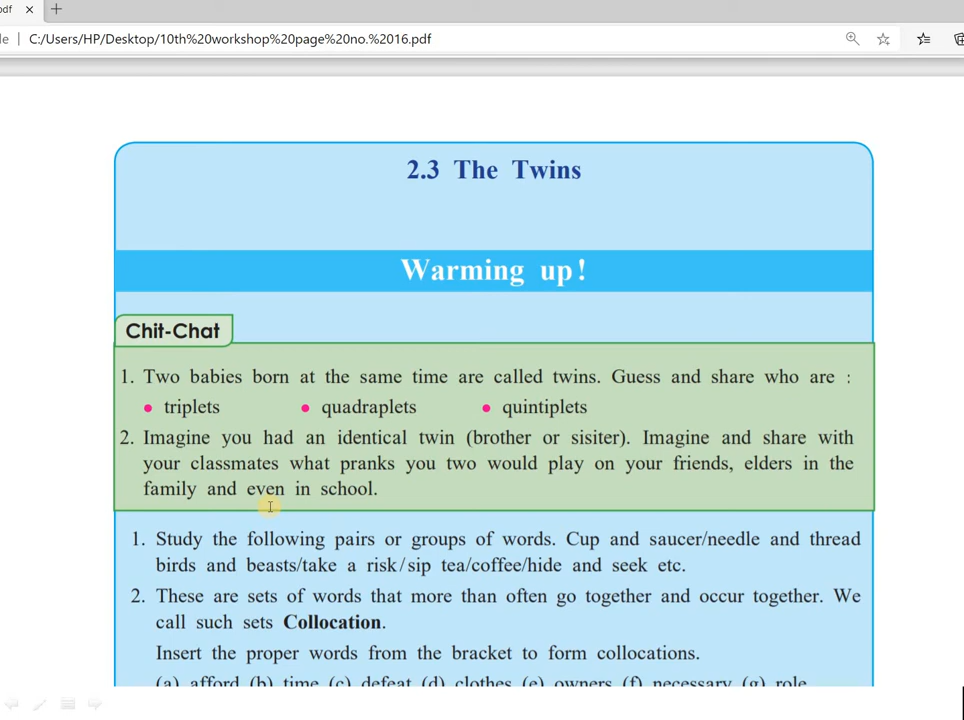 odf
le C:/Users/HP/Desktop/10th%20workshop%20page%20no.%2016.pdf
2.3 The Twins
Warming up!
Chit-Chat
1. Two babies born at the same time are called twins. Guess and share who are :
• triplets • quadraplets • quintiplets
2. Imagine you had an identical twin (brother or sisiter). Imagine and share with
your classmates what pranks you two would play on your friends, elders in the
family and even in school.
1. Study the following pairs or groups of words. Cup and saucer/needle and thread
birds and beasts/take a risk/sip tea/coffee/hide and seek etc.
2. These are sets of words that more than often go together and occur together. We
call such sets Collocation.
Insert the proper words from the bracket to form collocations.
(a) afford (b) time (c) defeat (d) clothes (e) owners (f) necessary (g) role